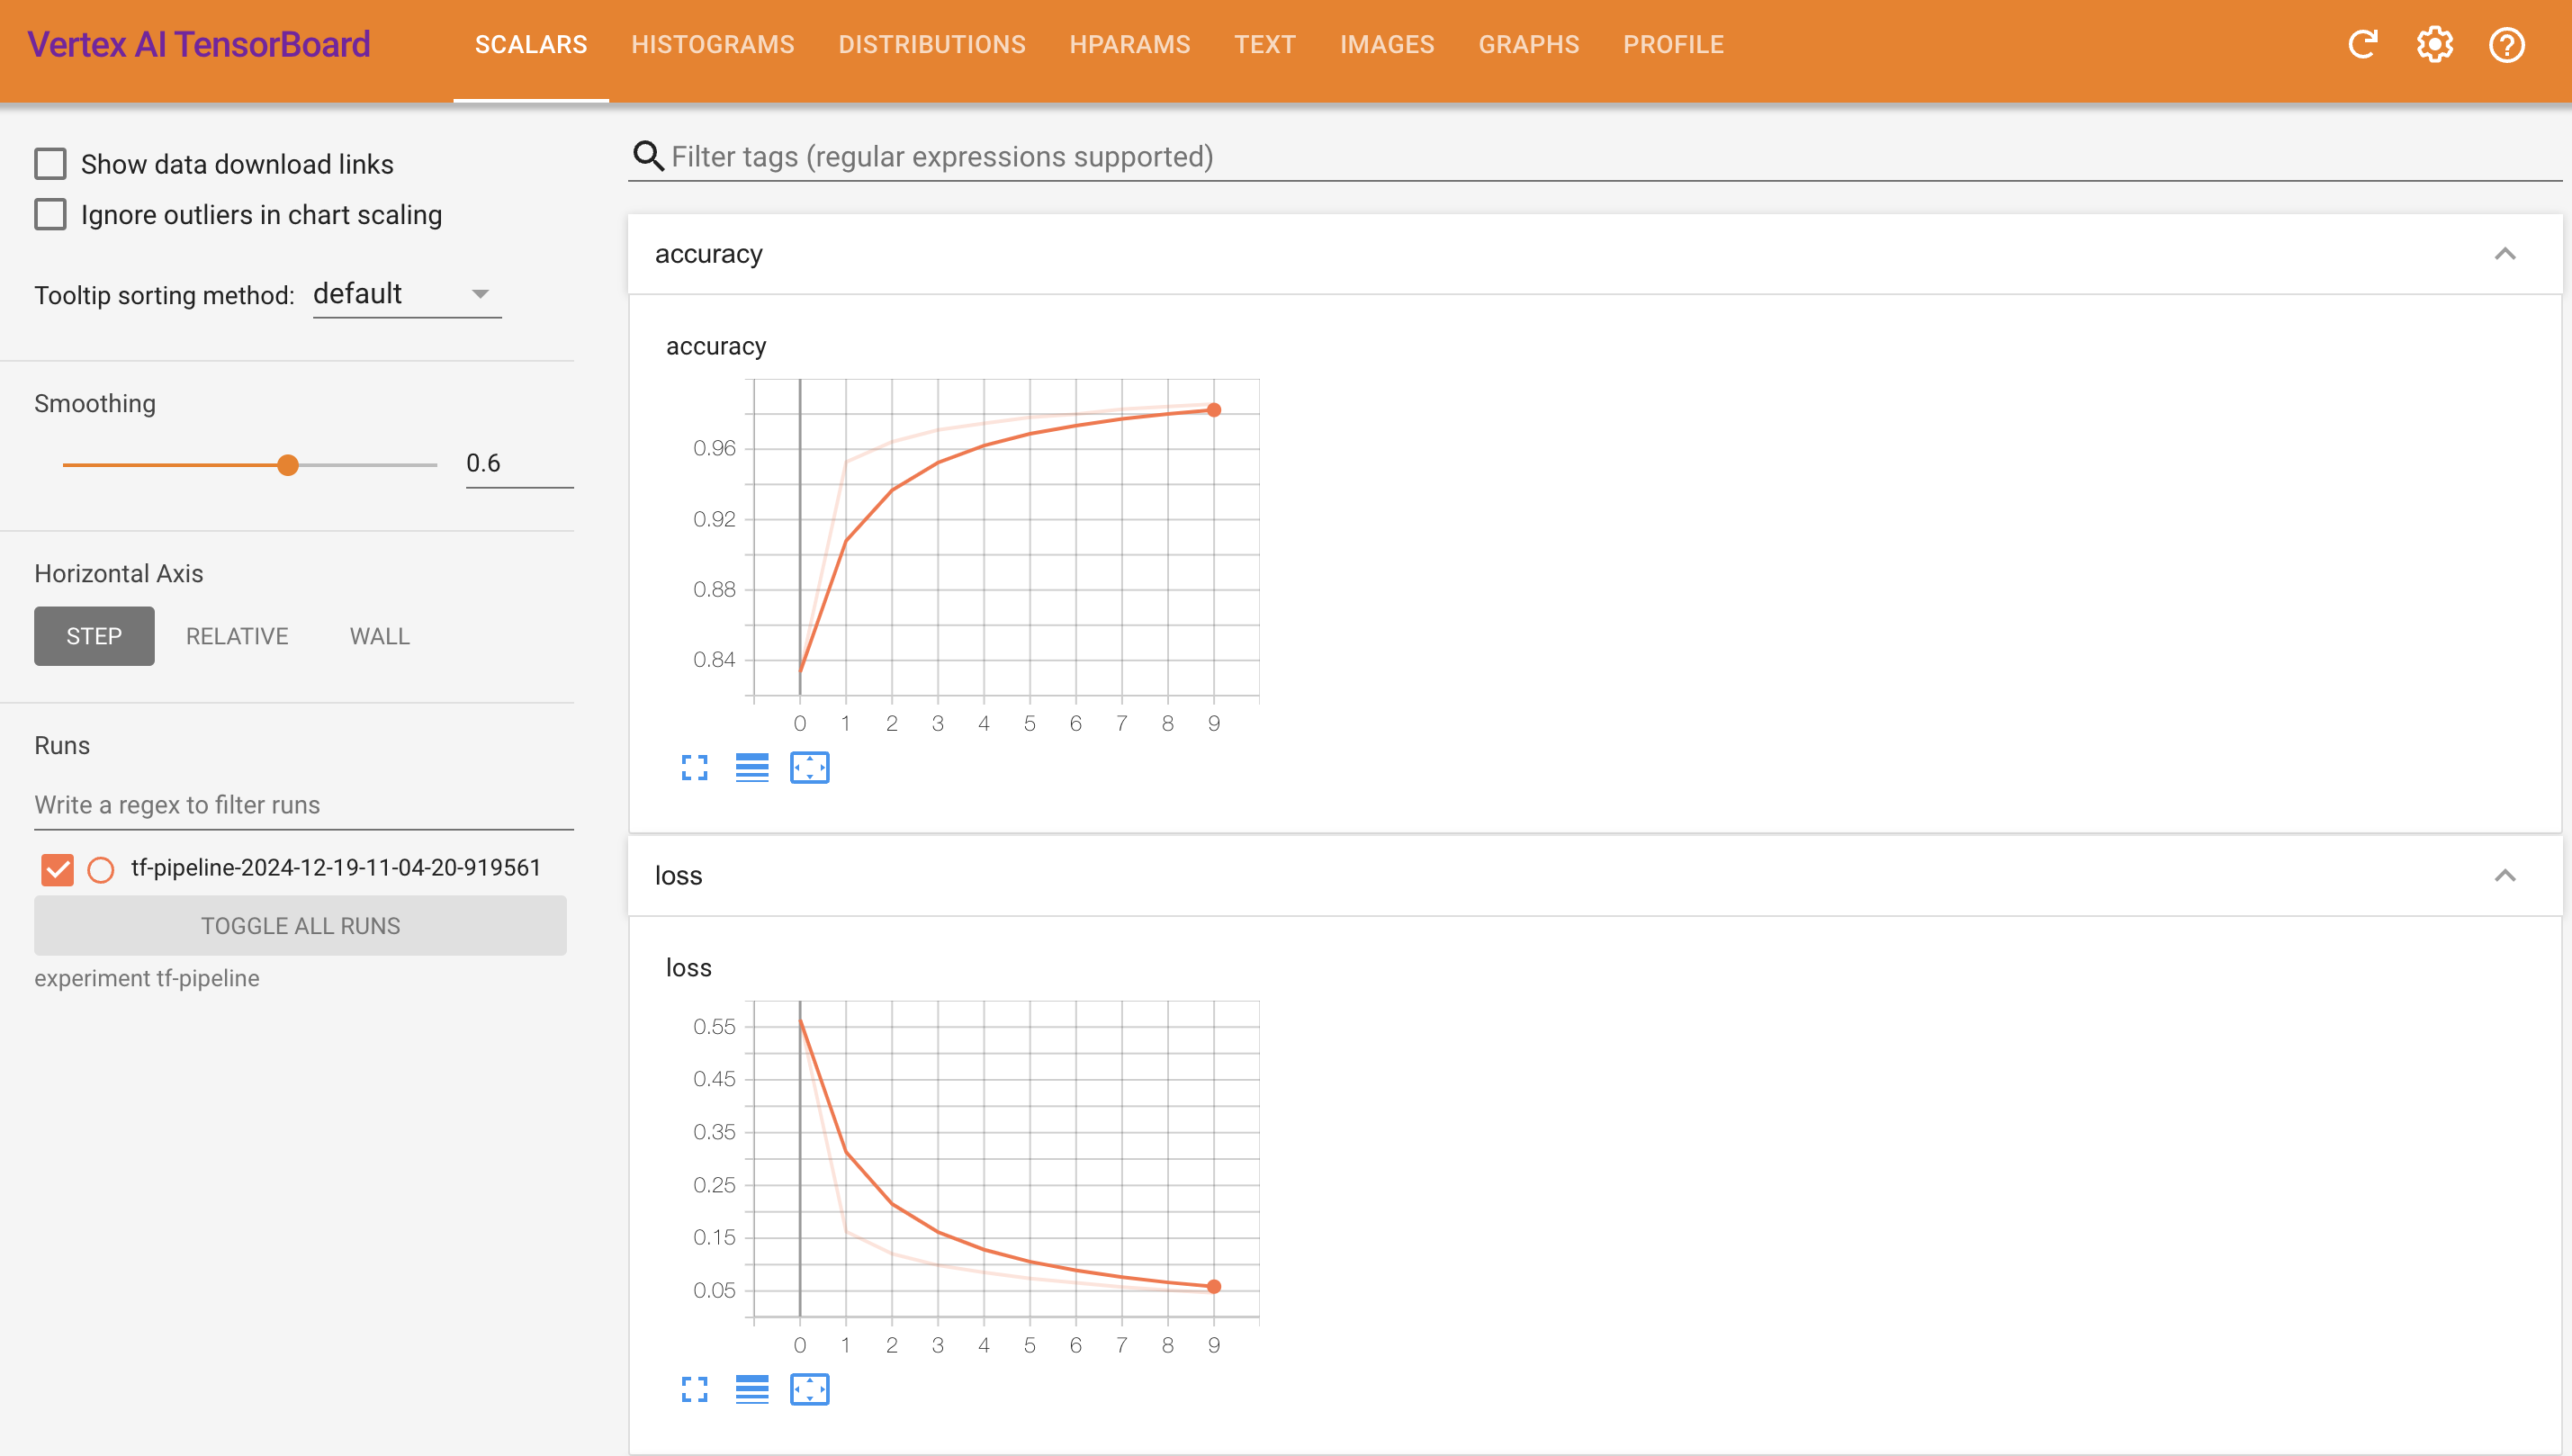 Vertex AI TensorBoard
SCALARS HISTOGRAMS DISTRIBUTIONS HPARAMS TEXT IMAGES GRAPHS PROFILE
Show data download links
Ignore outliers in chart scaling
Tooltip sorting method: default
Smoothing
0.6
Horizontal Axis
STEP RELATIVE WALL
Runs
Write a regex to filter runs
tf-pipeline-2024-12-19-11-04-20-919561
TOGGLE ALL RUNS
experiment tf-pipeline
Filter tags (regular expressions supported)
accuracy
accuracy
0.96
0.92
0.88
0.84
0 1 2 3 4 5 6 7 8 9
loss
loss
0.55
0.45
0.35
0.25
0.15
0.05
0 1 2 3 4 5 6 7 8 9